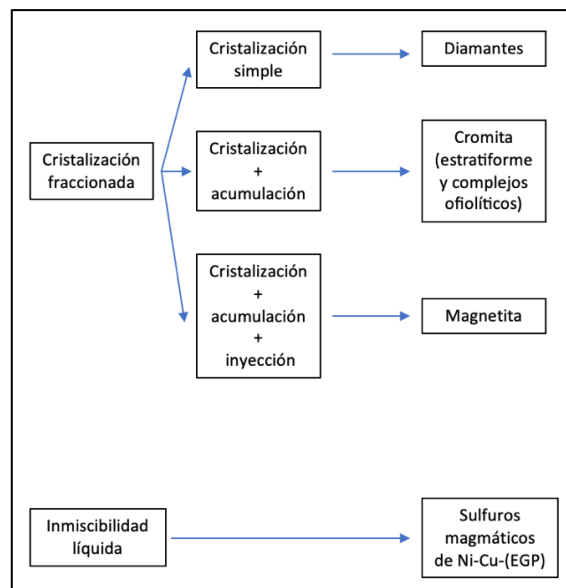 Cristalización
simple
Diamantes
Cristalización
fraccionada
Cristalización
+
acumulación
Cromita
(estratiforme
y complejos
ofiolíticos)
Cristalización
+
acumulación
+
inyección
Magnetita
Inmiscibilidad
líquida
Sulfuros
magmáticos
de Ni-Cu-(EGP)